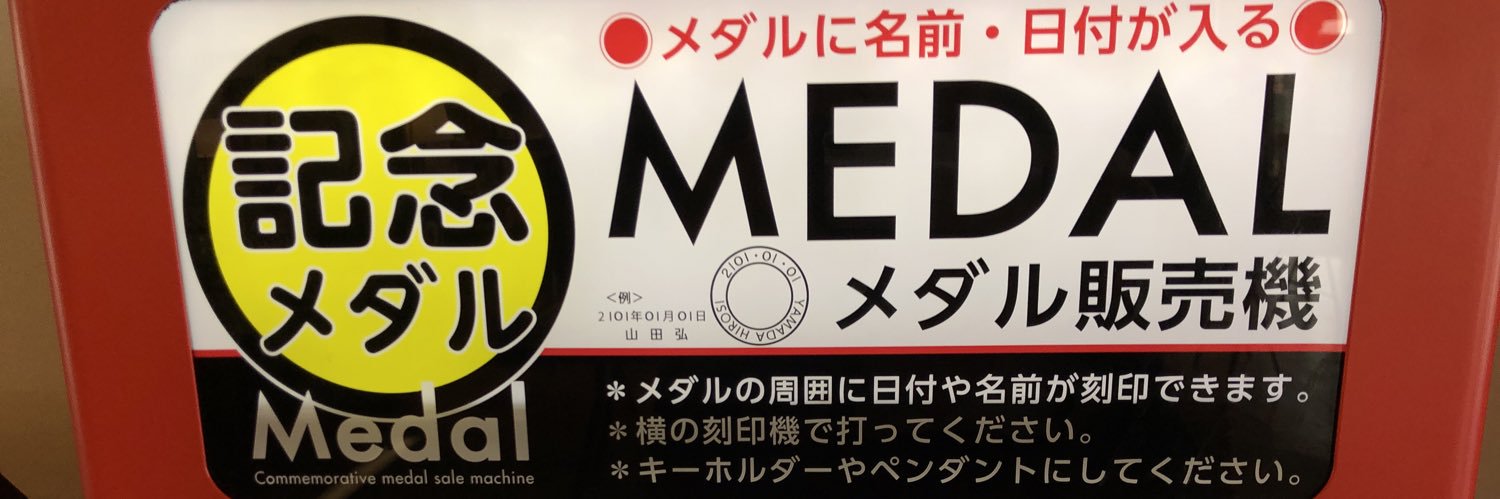 記念
メダル
Medal
Commemorative medal sale machine
●メダルに名前・日付が入る●
MEDAL
<例>
2101年01月01日
山田弘
2101・01・01 YAMADA HIROSI
メダル販売機
＊メダルの周囲に日付や名前が刻印できます。
＊横の刻印機で打ってください。
＊キーホルダーやペンダントにしてください。